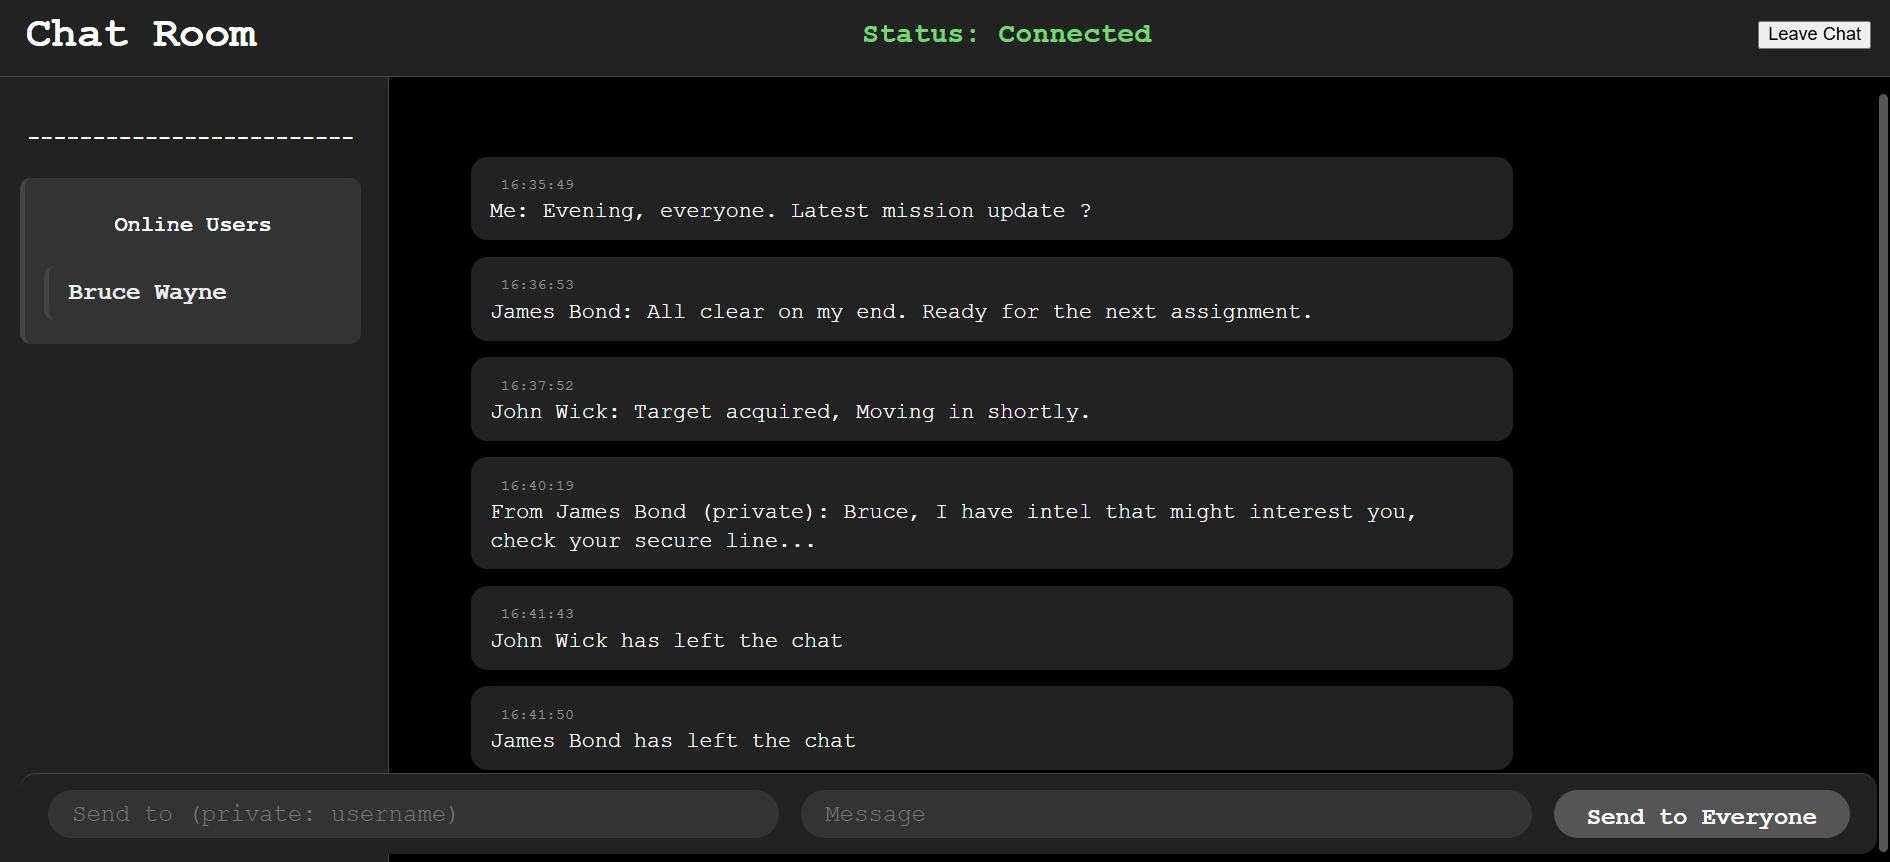 Chat Room
Status: Connected
Leave Chat
-------------------------
Online Users
Bruce Wayne
16:35:49
Me: Evening, everyone. Latest mission update ?
16:36:53
James Bond: All clear on my end. Ready for the next assignment.
16:37:52
John Wick: Target acquired, Moving in shortly.
16:40:19
From James Bond (private): Bruce, I have intel that might interest you,
check your secure line...
16:41:43
John Wick has left the chat
16:41:50
James Bond has left the chat
Send to (private: username)
Message
Send to Everyone